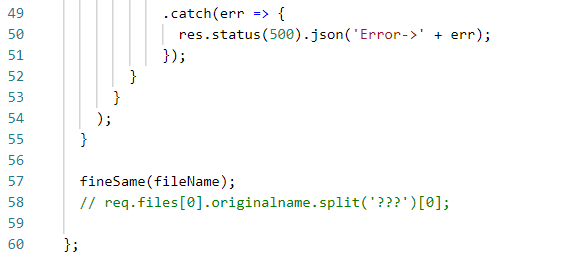 49 .catch(err => {
50 res.status(500).json('Error->' + err);
51 });
52 }
53 }
54 );
55 }
56
57 fineSame(fileName);
58 // req.files[0].originalname.split('???')[0];
59
60 };